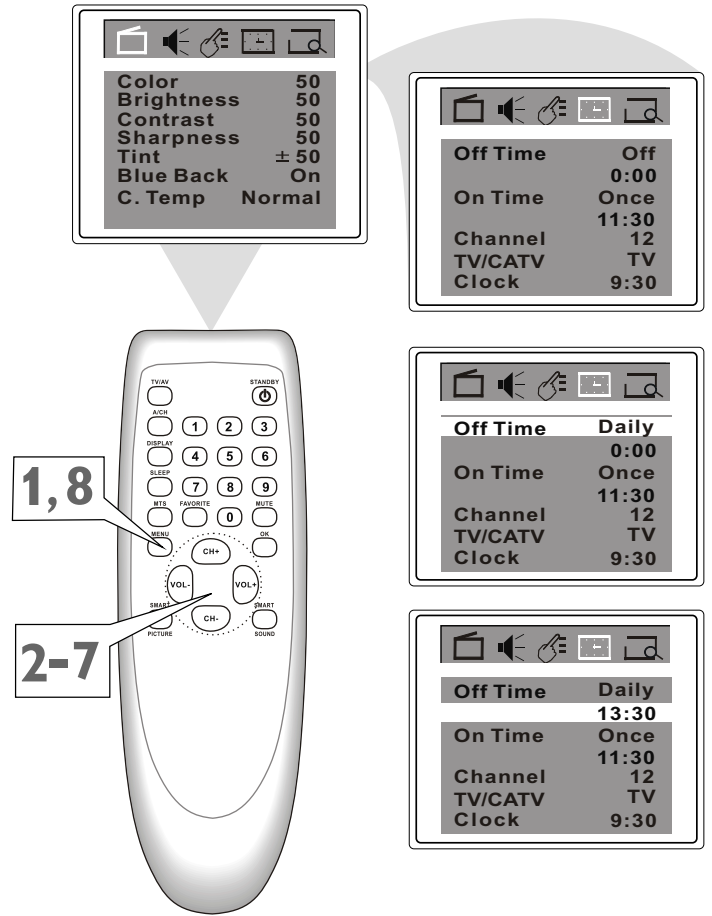 Color 50
Brightness 50
Contrast 50
Sharpness 50
Tint ± 50
Blue Back On
C. Temp Normal
Off Time Off
0:00
On Time Once
11:30
Channel 12
TV/CATV TV
Clock 9:30
Off Time Daily
0:00
On Time Once
11:30
Channel 12
TV/CATV TV
Clock 9:30
Off Time Daily
13:30
On Time Once
11:30
Channel 12
TV/CATV TV
Clock 9:30
TV/AV STANDBY
A/CH
1 2 3
DISPLAY
4 5 6
SLEEP
7 8 9
MTS FAVORITE MUTE
0
MENU OK
CH+
VOL- VOL+
CH-
SMART SMART
PICTURE SOUND
1, 8
2-7